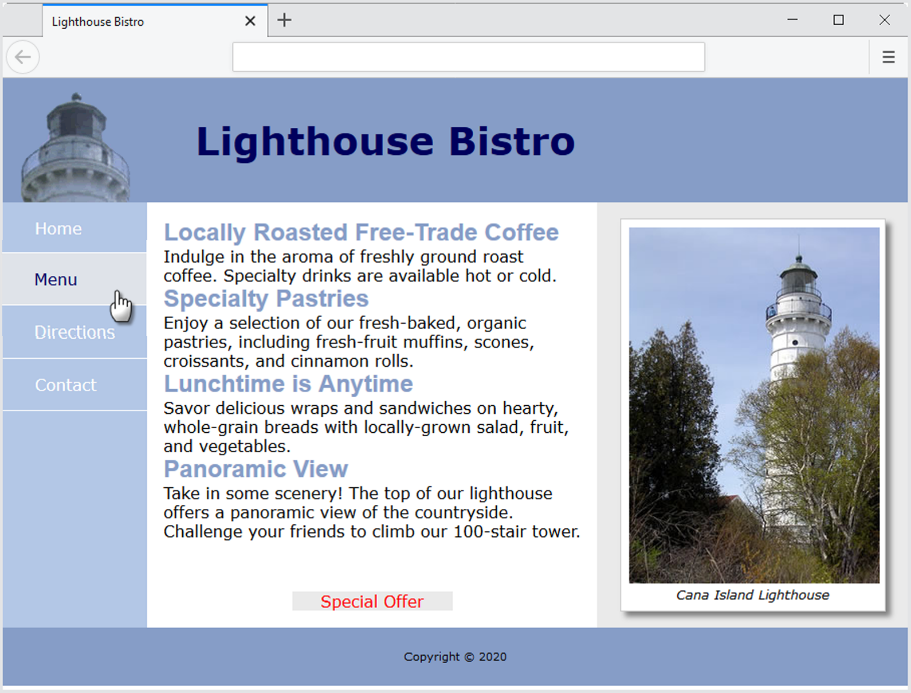 Lighthouse Bistro
Lighthouse Bistro
Home
Menu
Directions
Contact
Locally Roasted Free-Trade Coffee
Indulge in the aroma of freshly ground roast
coffee. Specialty drinks are available hot or cold.
Specialty Pastries
Enjoy a selection of our fresh-baked, organic
pastries, including fresh-fruit muffins, scones,
croissants, and cinnamon rolls.
Lunchtime is Anytime
Savor delicious wraps and sandwiches on hearty,
whole-grain breads with locally-grown salad, fruit,
and vegetables.
Panoramic View
Take in some scenery! The top of our lighthouse
offers a panoramic view of the countryside.
Challenge your friends to climb our 100-stair tower.
Special Offer
Cana Island Lighthouse
Copyright © 2020